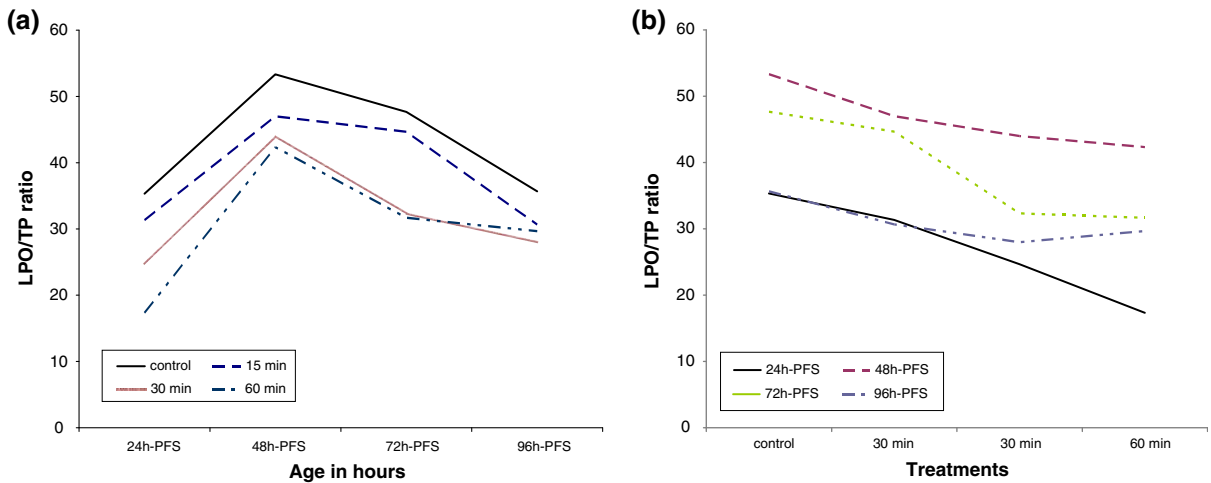 (a)
60
50
40
30
20
10
0
LPO/TP ratio
control
15 min
30 min
60 min
24h-PFS
48h-PFS
72h-PFS
96h-PFS
Age in hours
(b)
60
50
40
30
20
10
0
LPO/TP ratio
24h-PFS
48h-PFS
72h-PFS
96h-PFS
control
30 min
30 min
60 min
Treatments